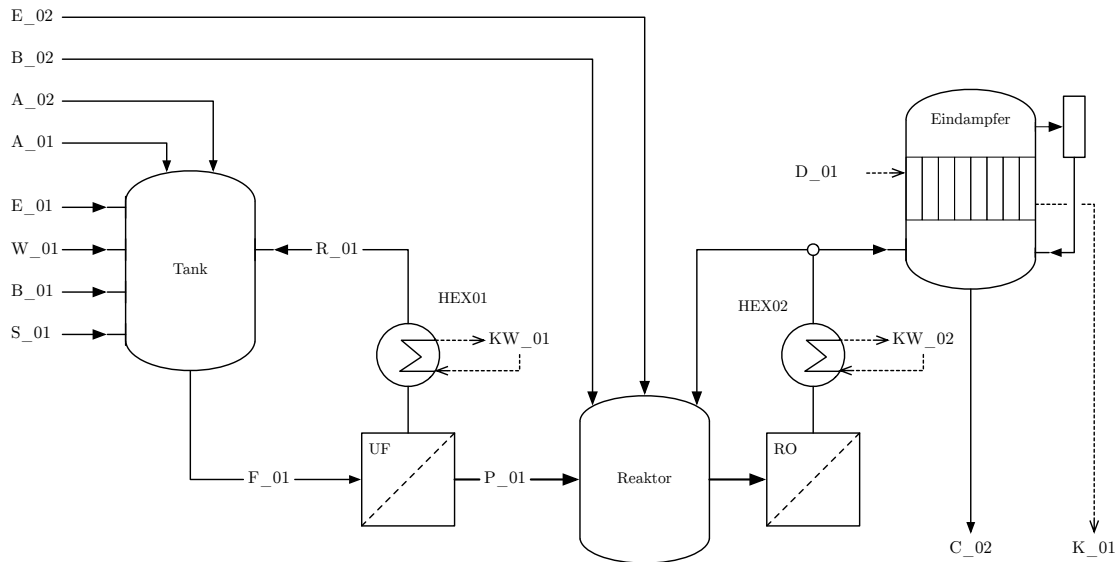 E_02
B_02
A_02
A_01
Eindampfer
D_01
E_01
W_01
R_01
Tank
B_01
HEX01
HEX02
S_01
KW_01
KW_02
UF
RO
F_01
P_01
Reaktor
C_02
K_01